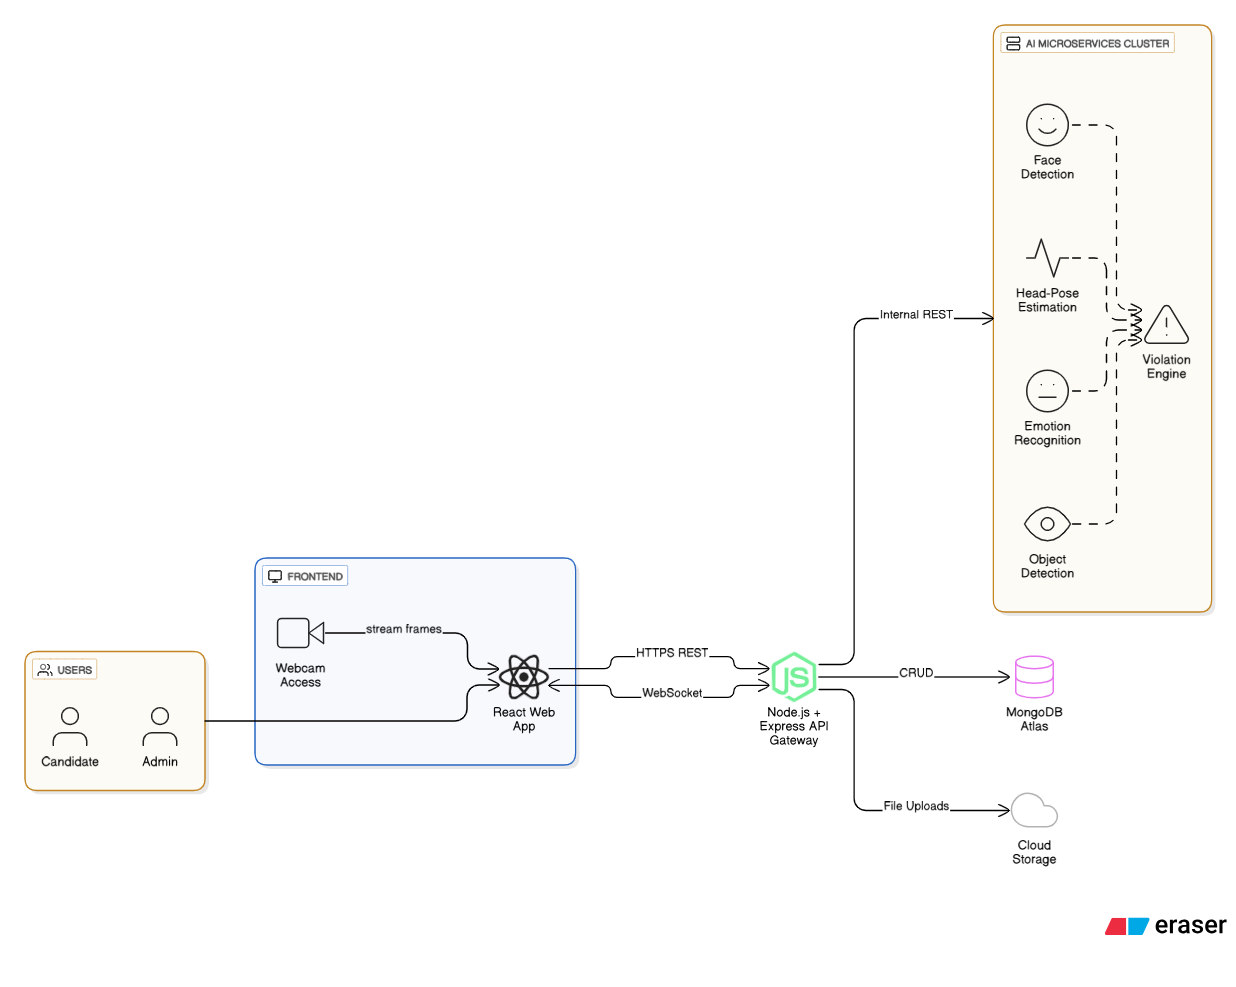 AI MICROSERVICES CLUSTER
Face
Detection
Head-Pose
Estimation
Internal REST
Violation
Engine
Emotion
Recognition
Object
Detection
FRONTEND
stream frames
Webcam
Access
React Web
App
HTTPS REST
WebSocket
Node.js +
Express API
Gateway
CRUD
MongoDB
Atlas
USERS
Candidate
Admin
File Uploads
Cloud
Storage
eraser